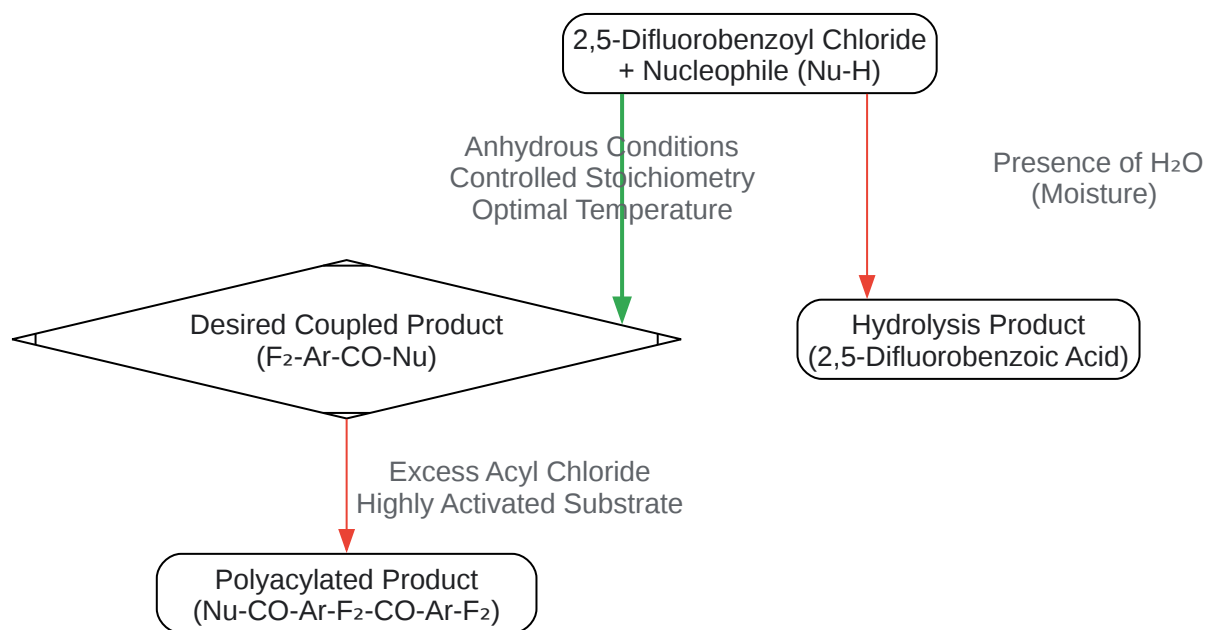 2,5-Difluorobenzoyl Chloride
+ Nucleophile (Nu-H)
Anhydrous Conditions
Controlled Stoichiometry
Optimal Temperature
Presence of H₂O
(Moisture)
Desired Coupled Product
(F₂-Ar-CO-Nu)
Hydrolysis Product
(2,5-Difluorobenzoic Acid)
Excess Acyl Chloride
Highly Activated Substrate
Polyacylated Product
(Nu-CO-Ar-F₂-CO-Ar-F₂)